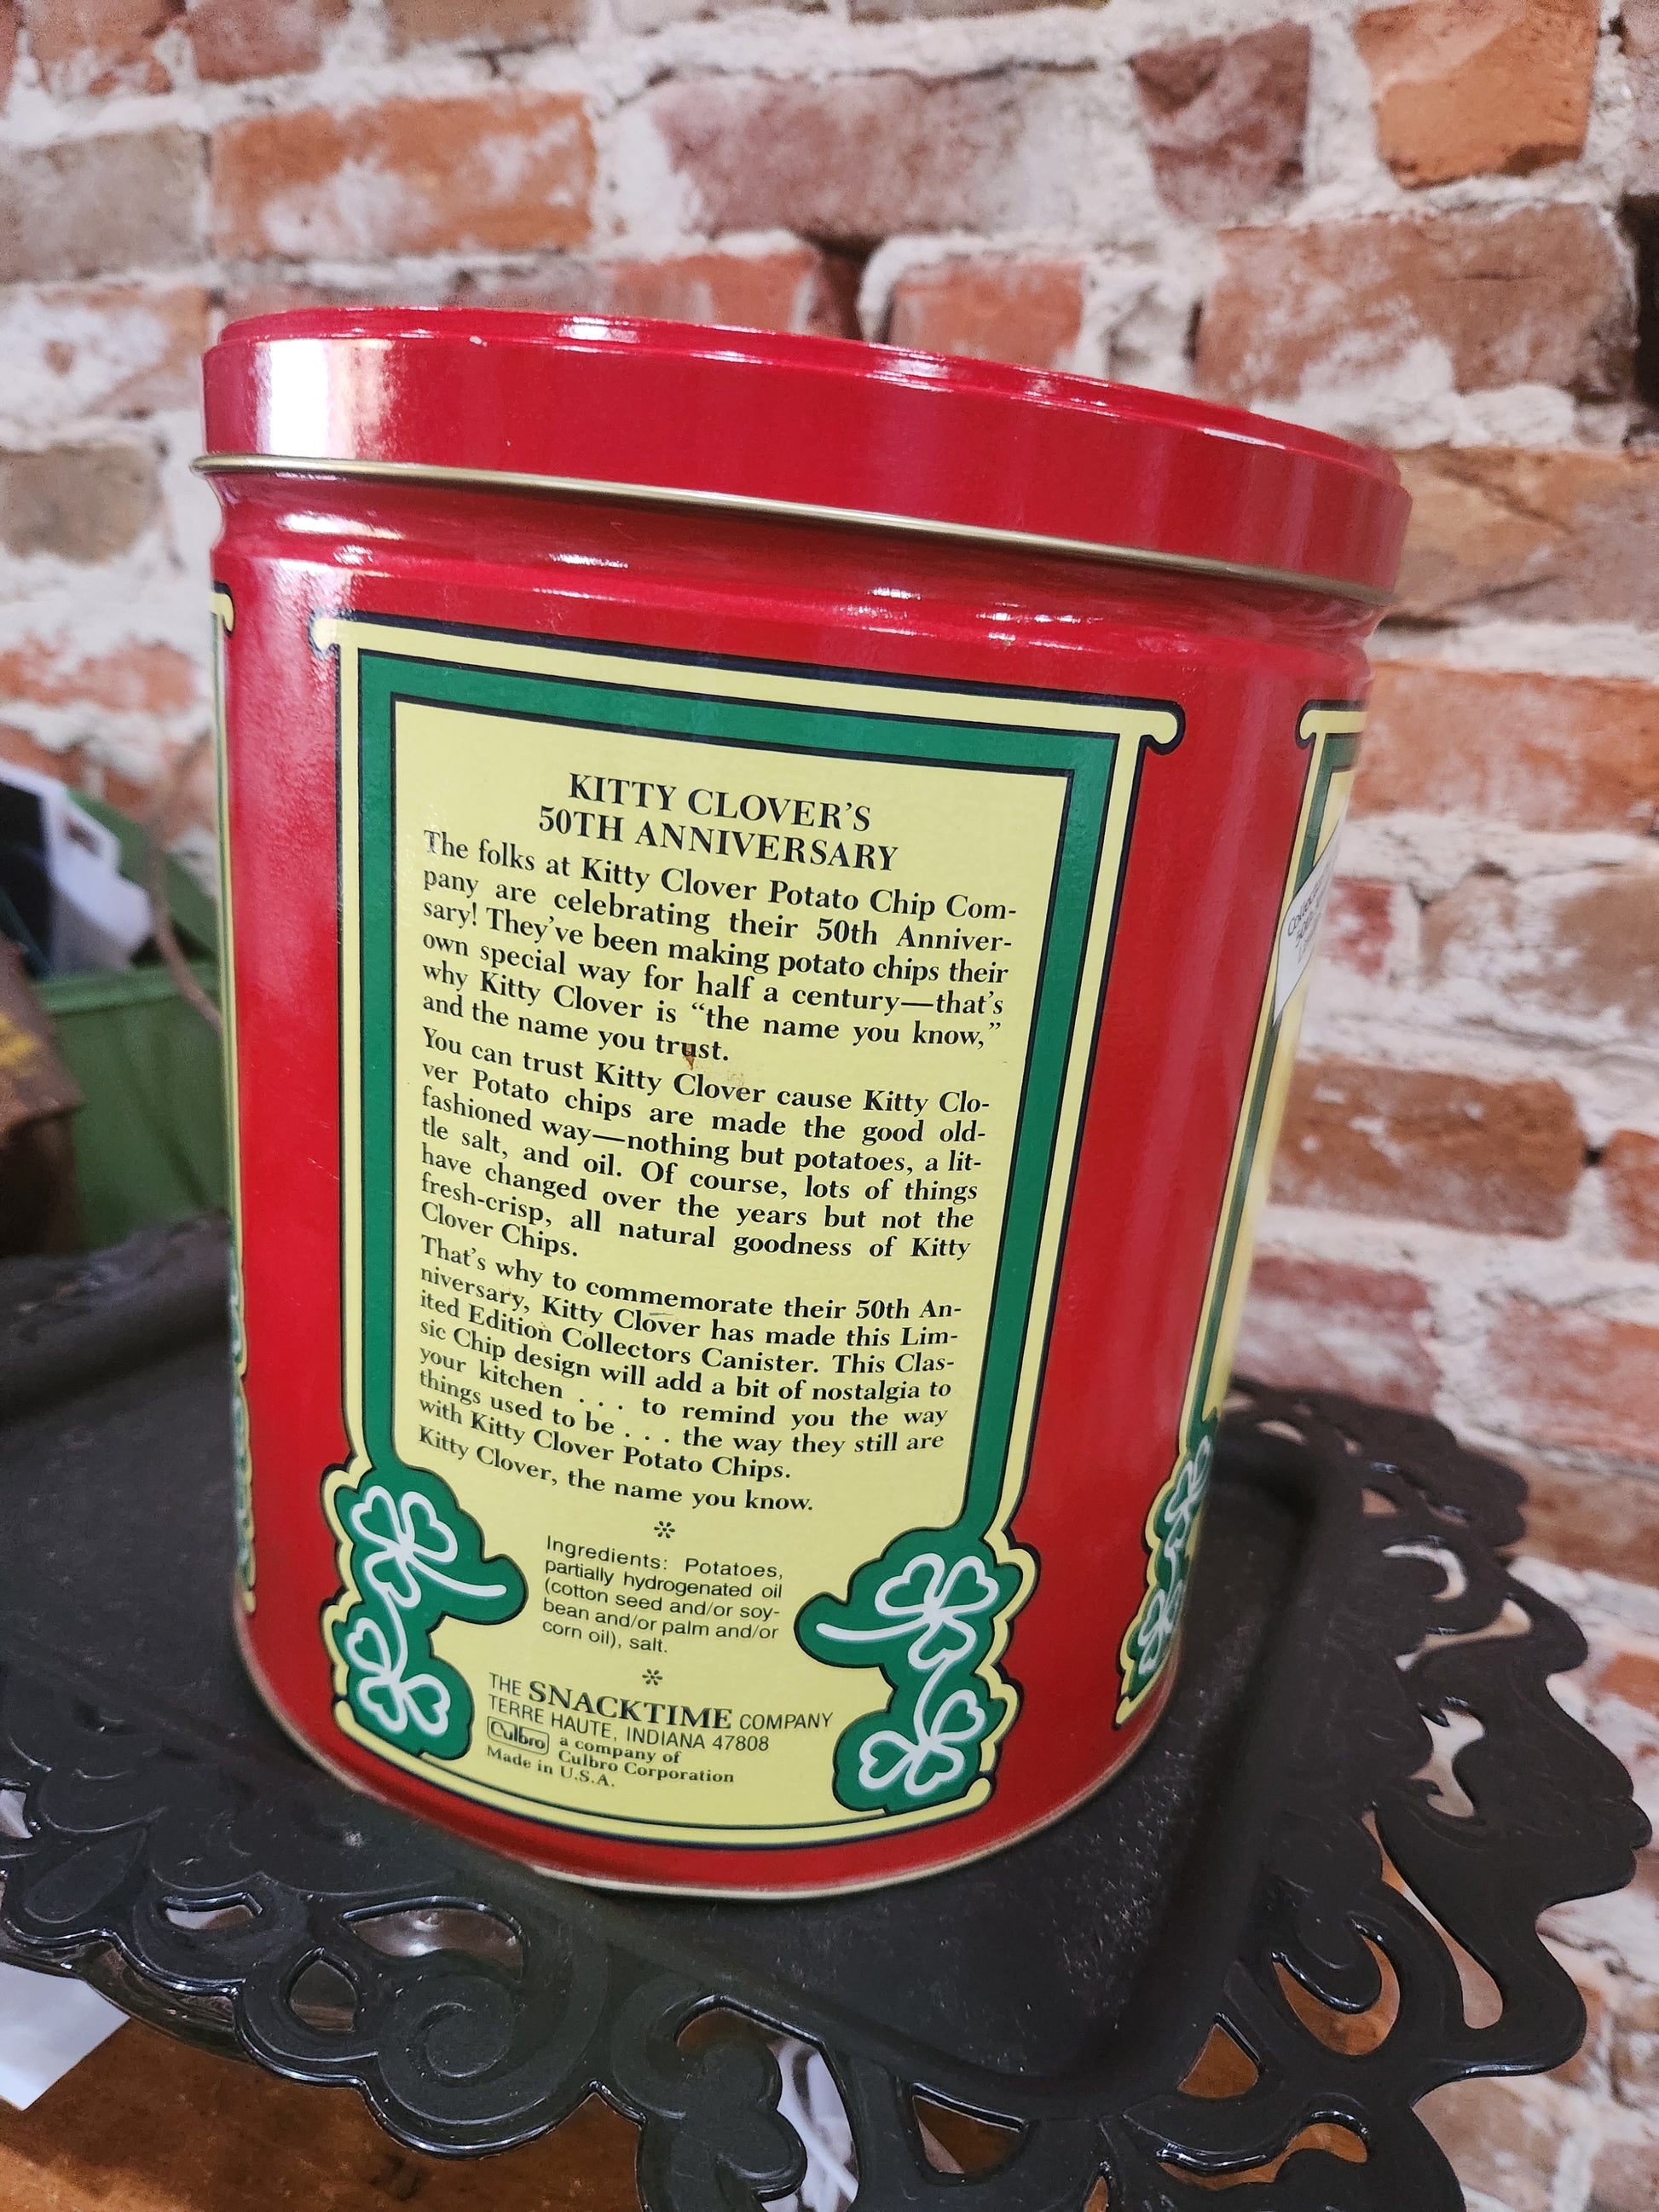 KITTY CLOVER'S
50TH ANNIVERSARY
The folks at Kitty Clover Potato Chip Com-
pany are celebrating their 50th Anniver-
sary! They've been making potato chips their
own special way for half a century—that's
why Kitty Clover is "the name you know,"
and the name you trust.
You can trust Kitty Clover cause Kitty Clo-
ver Potato chips are made the good old-
fashioned way—nothing but potatoes, a lit-
tle salt, and oil. Of course, lots of things
have changed over the years but not the
fresh-crisp, all natural goodness of Kitty
Clover Chips.
That's why to commemorate their 50th An-
niversary, Kitty Clover has made this Lim-
ited Edition Collectors Canister. This Clas-
sic Chip design will add a bit of nostalgia to
your kitchen . . . to remind you the way
things used to be . . . the way they still are
with Kitty Clover Potato Chips.
Kitty Clover, the name you know.
Ingredients: Potatoes,
partially hydrogenated oil
(cotton seed and/or soy-
bean and/or palm and/or
corn oil), salt.
THE SNACKTIME COMPANY
TERRE HAUTE, INDIANA 47808
Culbro a company of
Culbro Corporation
Made in U.S.A.